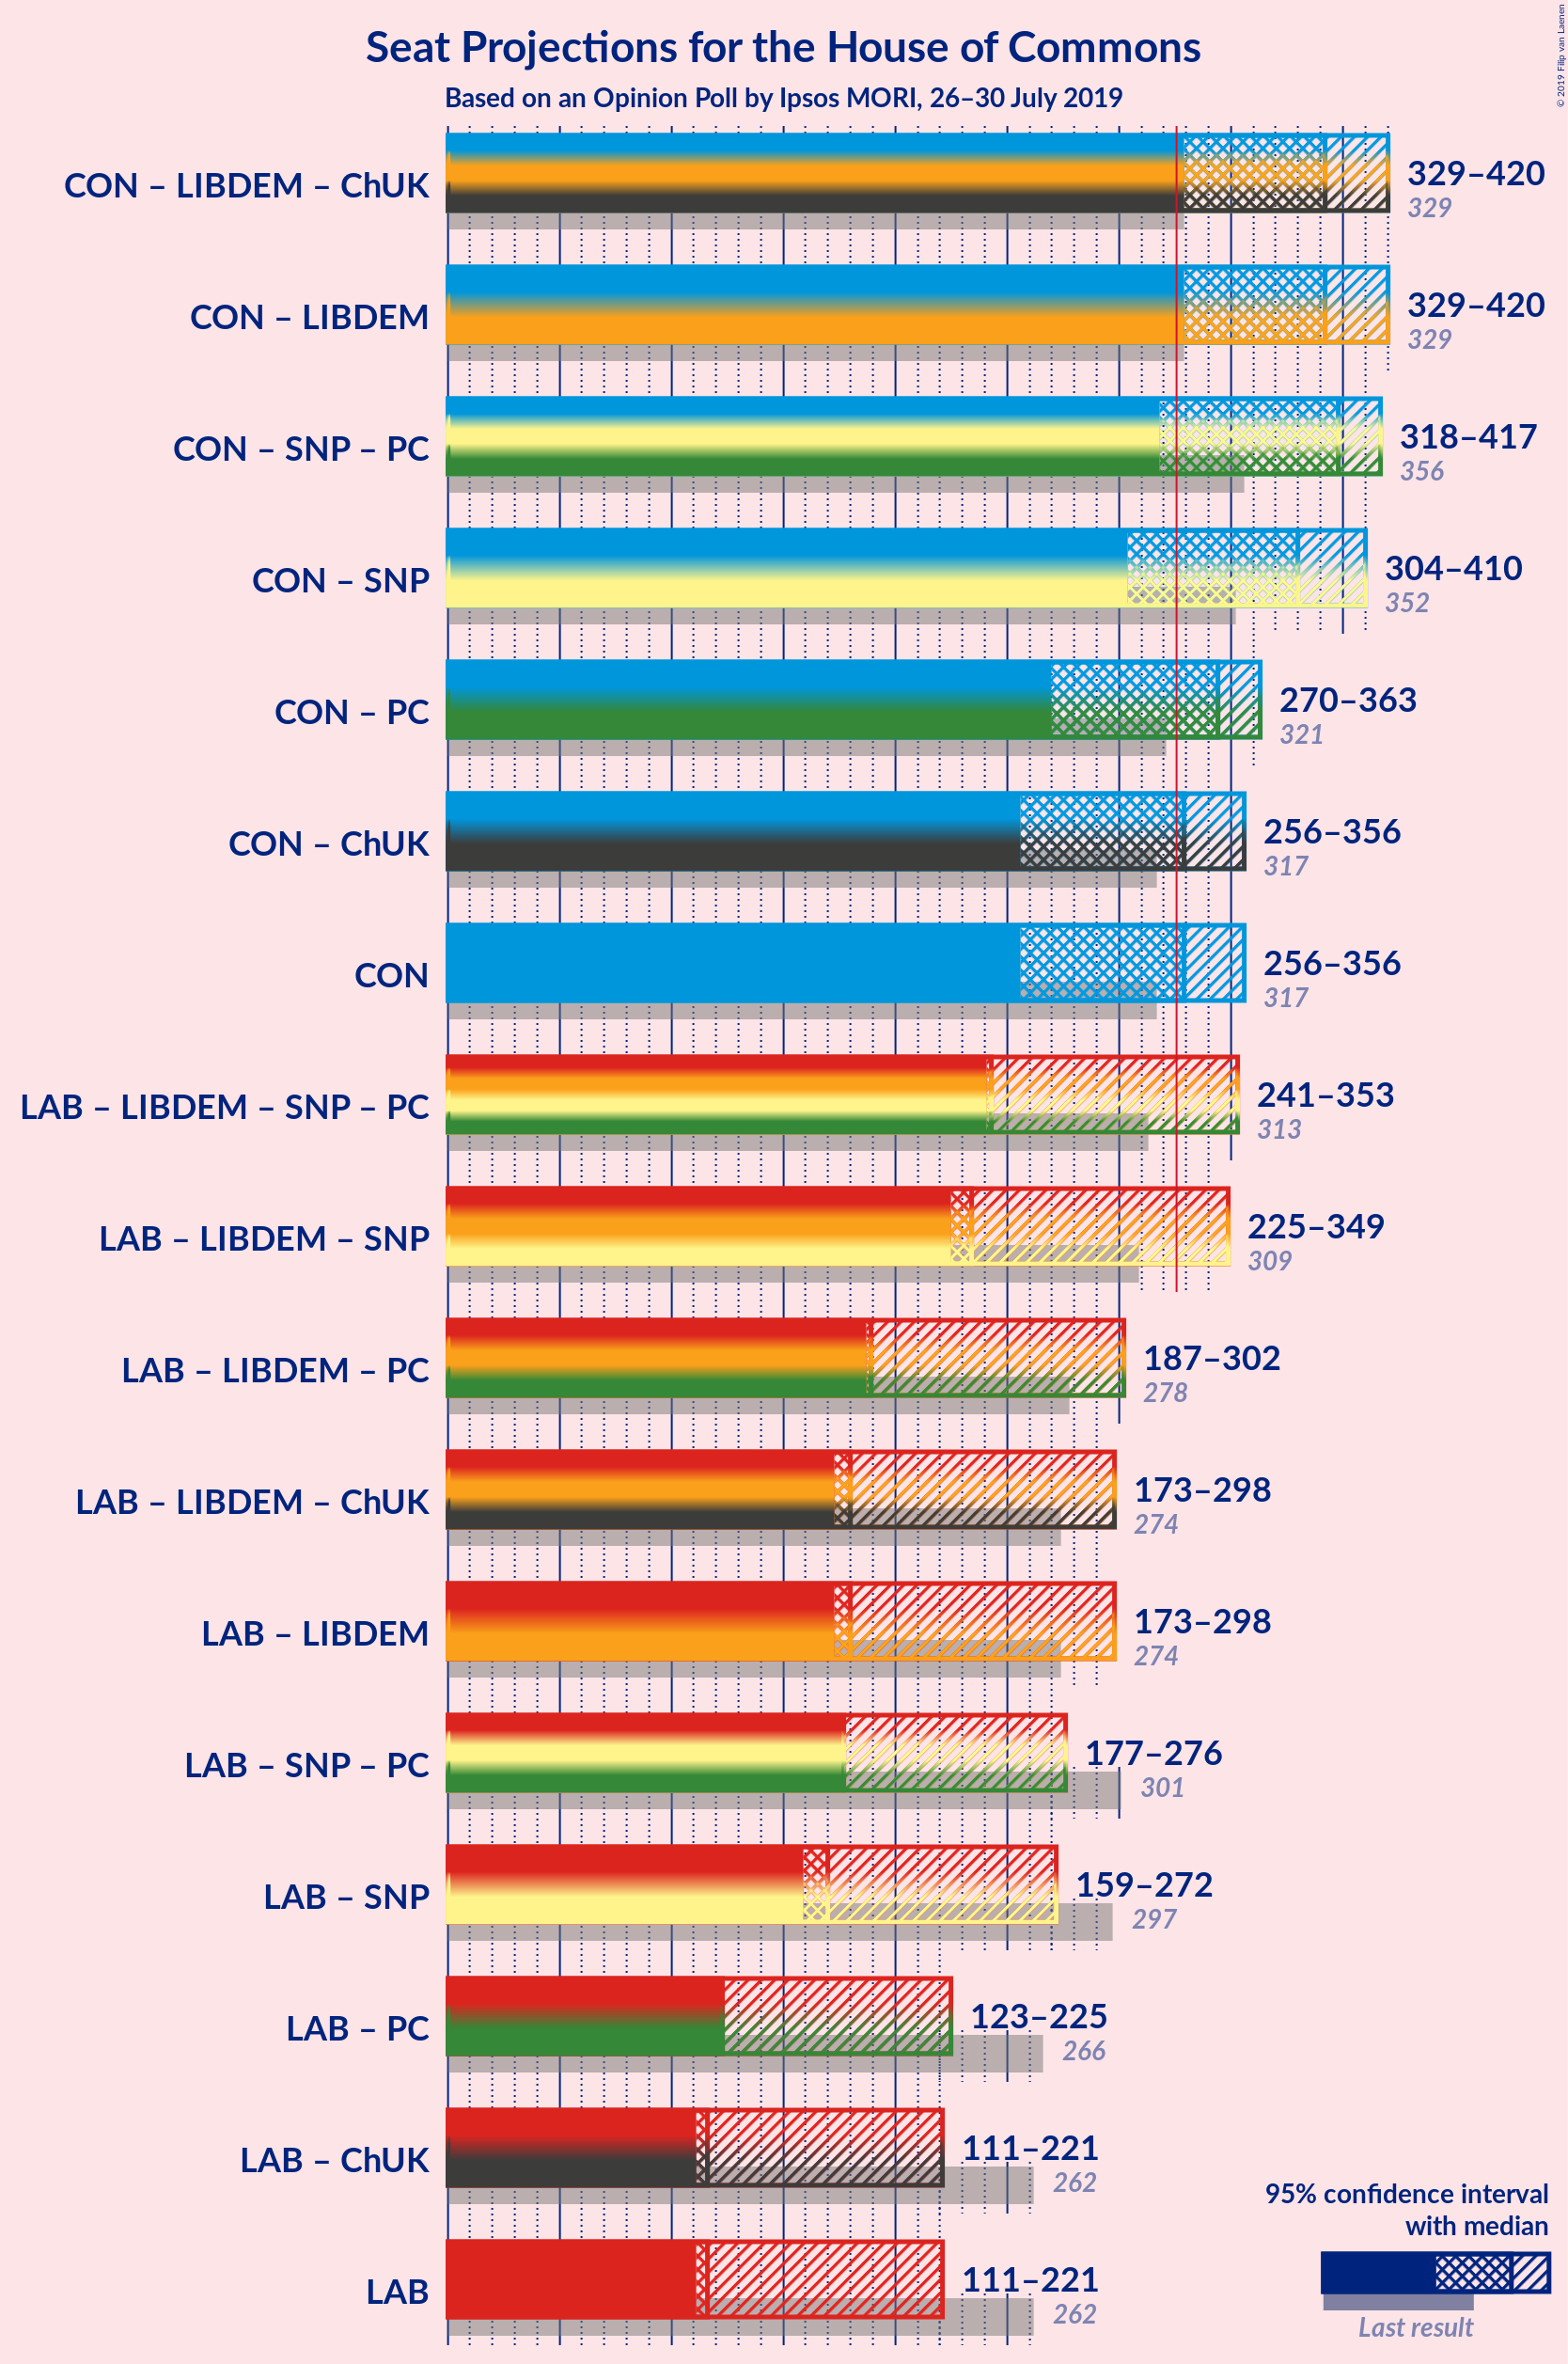 Seat Projections for the House of Commons
Based on an Opinion Poll by Ipsos MORI, 26–30 July 2019
© 2019 Filip van Laenen
CON – LIBDEM – ChUK
329–420
329
CON – LIBDEM
329–420
329
CON – SNP – PC
318–417
356
CON – SNP
304–410
352
CON – PC
270–363
321
CON – ChUK
256–356
317
CON
256–356
317
LAB – LIBDEM – SNP – PC
241–353
313
LAB – LIBDEM – SNP
225–349
309
LAB – LIBDEM – PC
187–302
278
LAB – LIBDEM – ChUK
173–298
274
LAB – LIBDEM
173–298
274
LAB – SNP – PC
177–276
301
LAB – SNP
159–272
297
LAB – PC
123–225
266
LAB – ChUK
111–221
262
LAB
111–221
262
95% confidence interval
with median
Last result